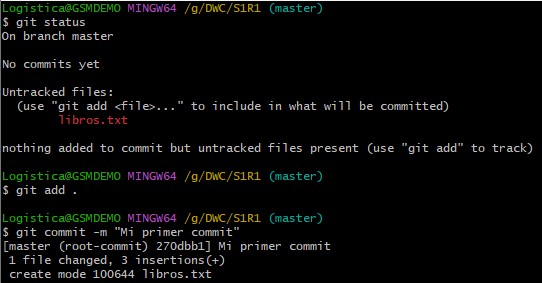 Logistica@GSMDEMO MINGW64 /g/DWC/S1R1 (master)
$ git status
On branch master
No commits yet
Untracked files:
(use "git add <file>..." to include in what will be committed)
libros.txt
nothing added to commit but untracked files present (use "git add" to track)
Logistica@GSMDEMO MINGW64 /g/DWC/S1R1 (master)
$ git add .
Logistica@GSMDEMO MINGW64 /g/DWC/S1R1 (master)
$ git commit -m "Mi primer commit"
[master (root-commit) 270dbb1] Mi primer commit
1 file changed, 3 insertions(+)
create mode 100644 libros.txt